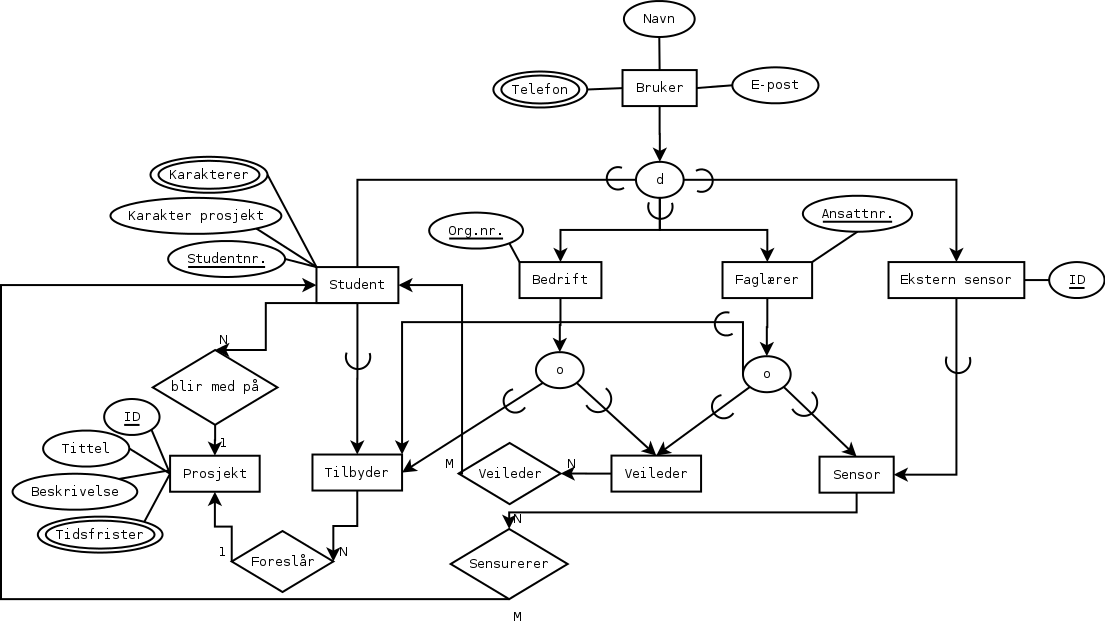 Navn
Telefon
Bruker
E-post
Karakterer
d
Karakter prosjekt
Ansattnr.
Org.nr.
Studentnr.
Student
Bedrift
Faglærer
Ekstern sensor
ID
N
blir med på
o
o
ID
1
Tittel
M
N
Prosjekt
Tilbyder
Veileder
Veileder
Sensor
Beskrivelse
N
Tidsfrister
1
N
Foreslår
Sensurerer
M